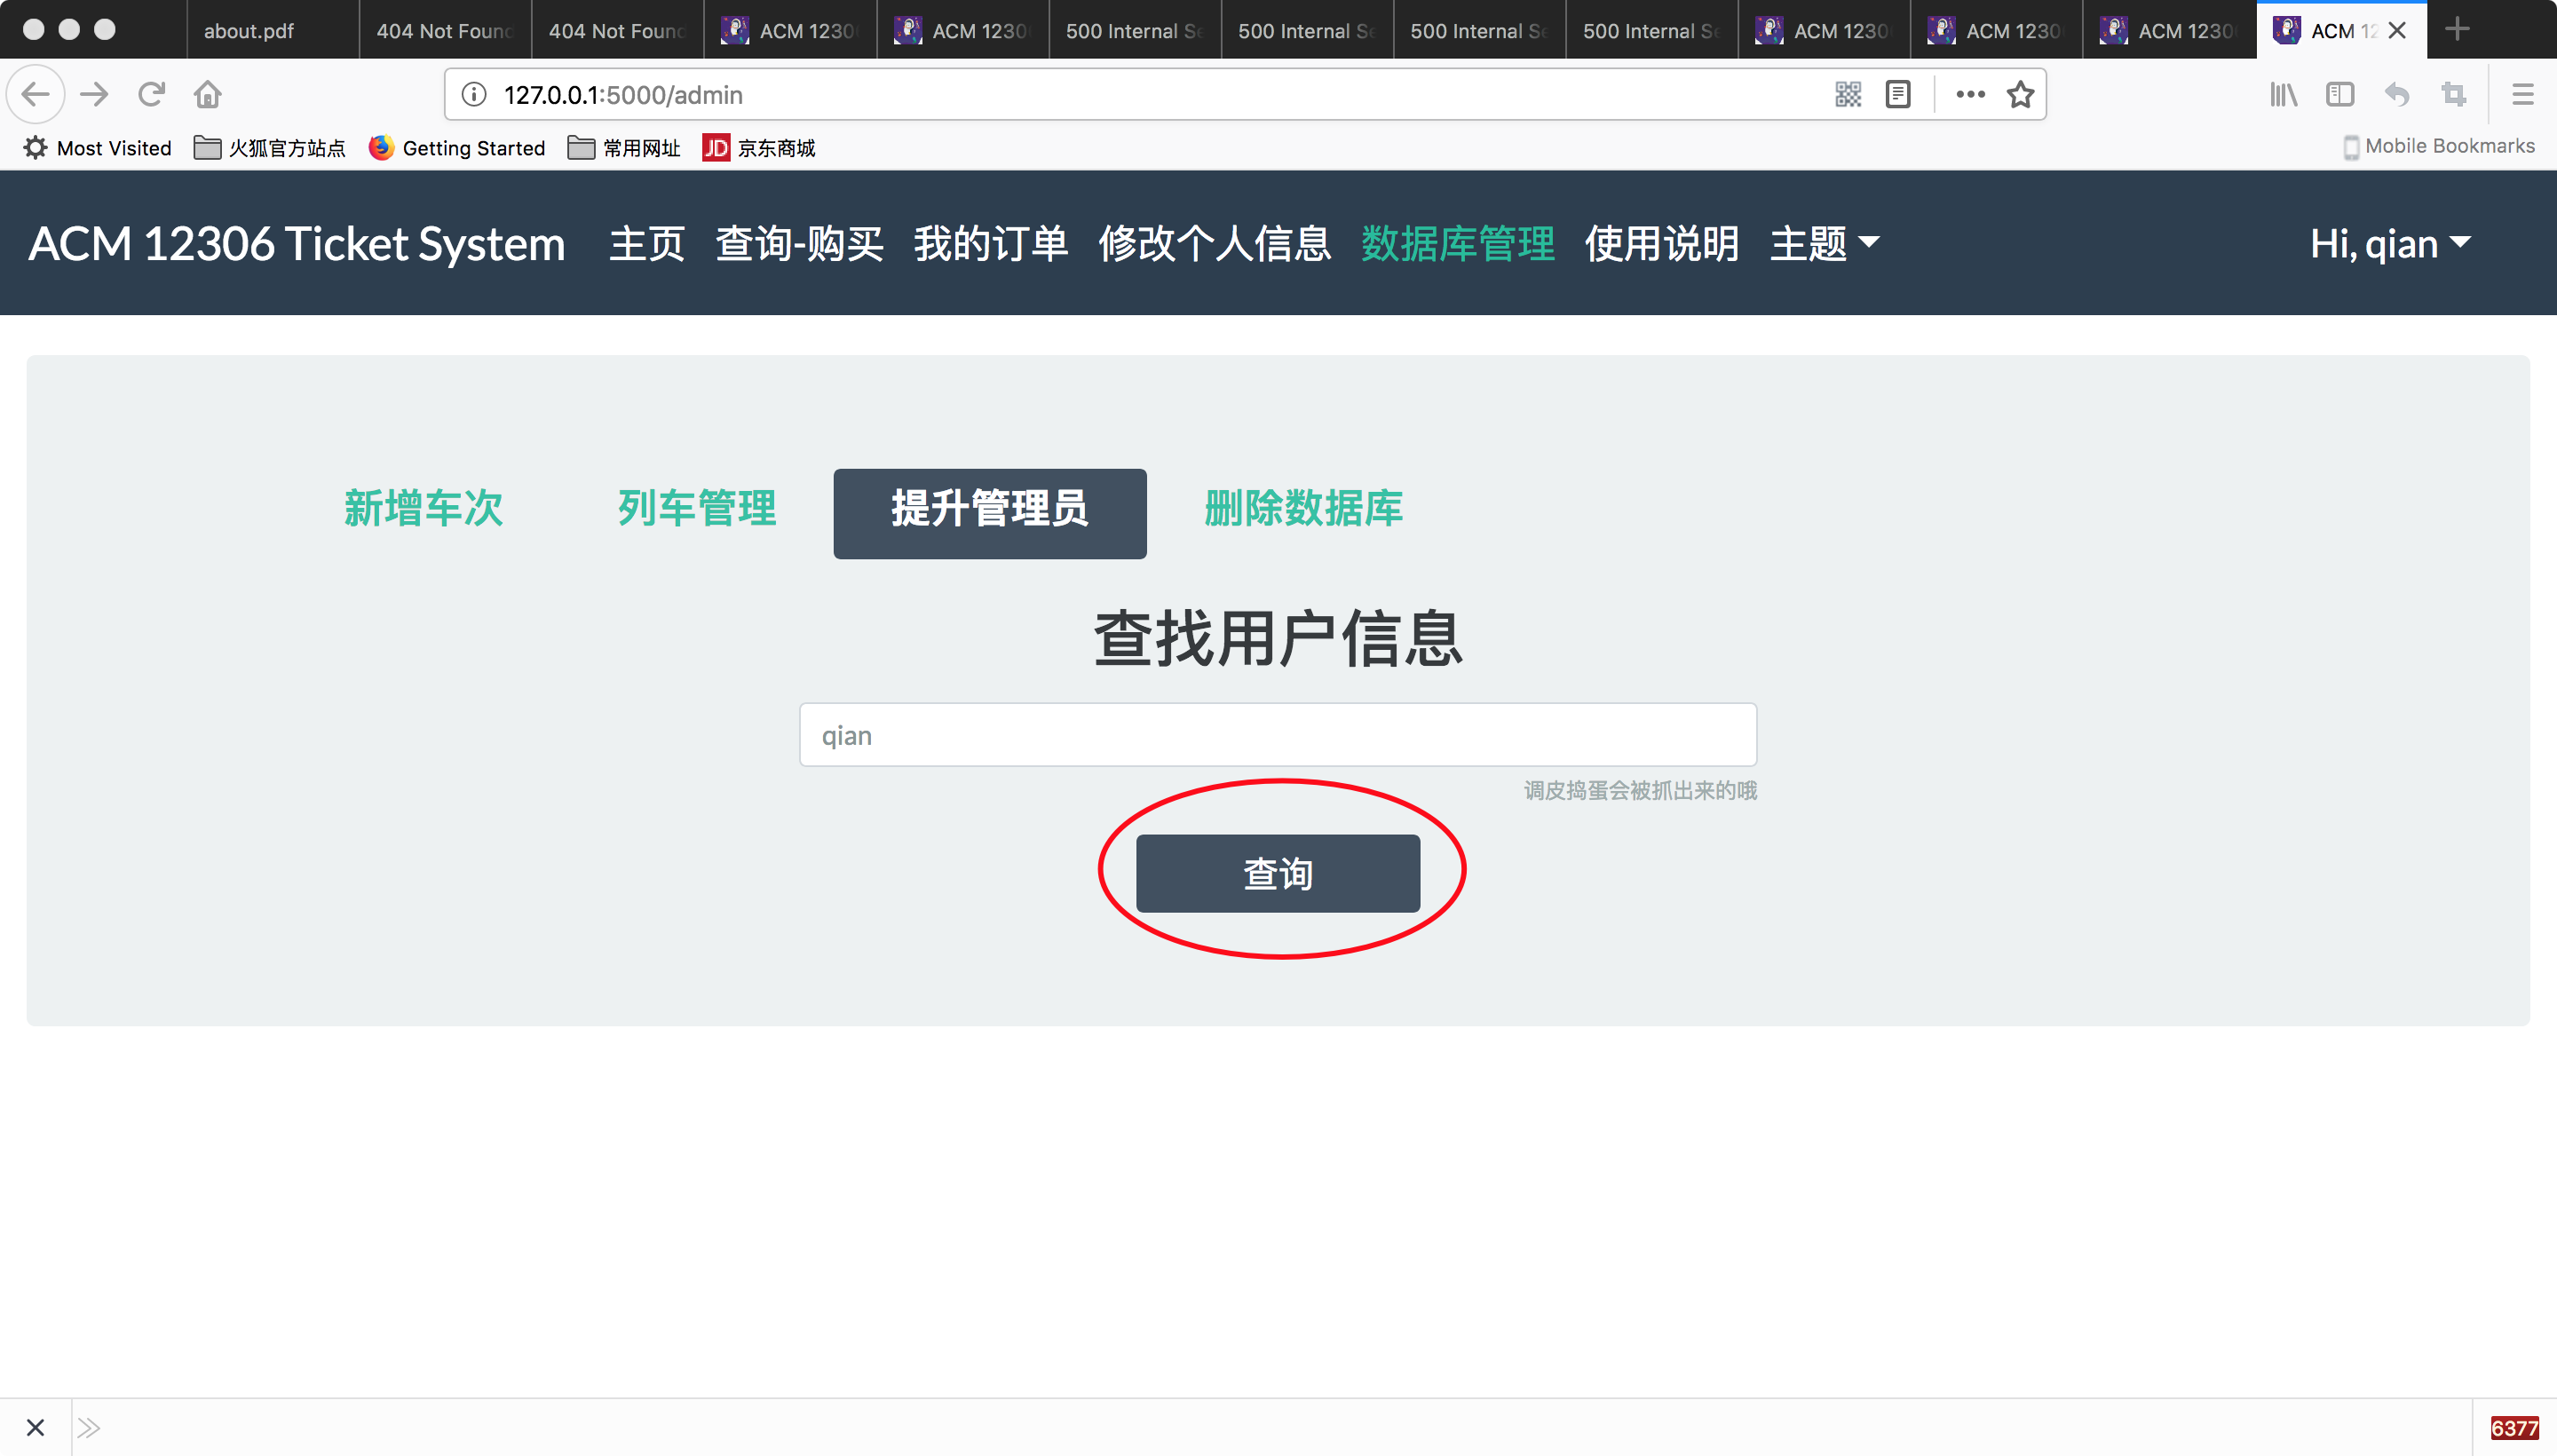 about.pdf
404 Not Found
404 Not Found
ACM 1230
ACM 1230
500 Internal Se
500 Internal Se
500 Internal Se
500 Internal Se
ACM 1230
ACM 1230
ACM 1230
ACM 12
127.0.0.1:5000/admin
Most Visited
火狐官方站点
Getting Started
常用网址
JD 京东商城
Mobile Bookmarks
ACM 12306 Ticket System 主页 查询-购买 我的订单 修改个人信息 数据库管理 使用说明 主题 Hi, qian
新增车次 列车管理 提升管理员 删除数据库
查找用户信息
qian
调皮捣蛋会被抓出来的哦
查询
6377